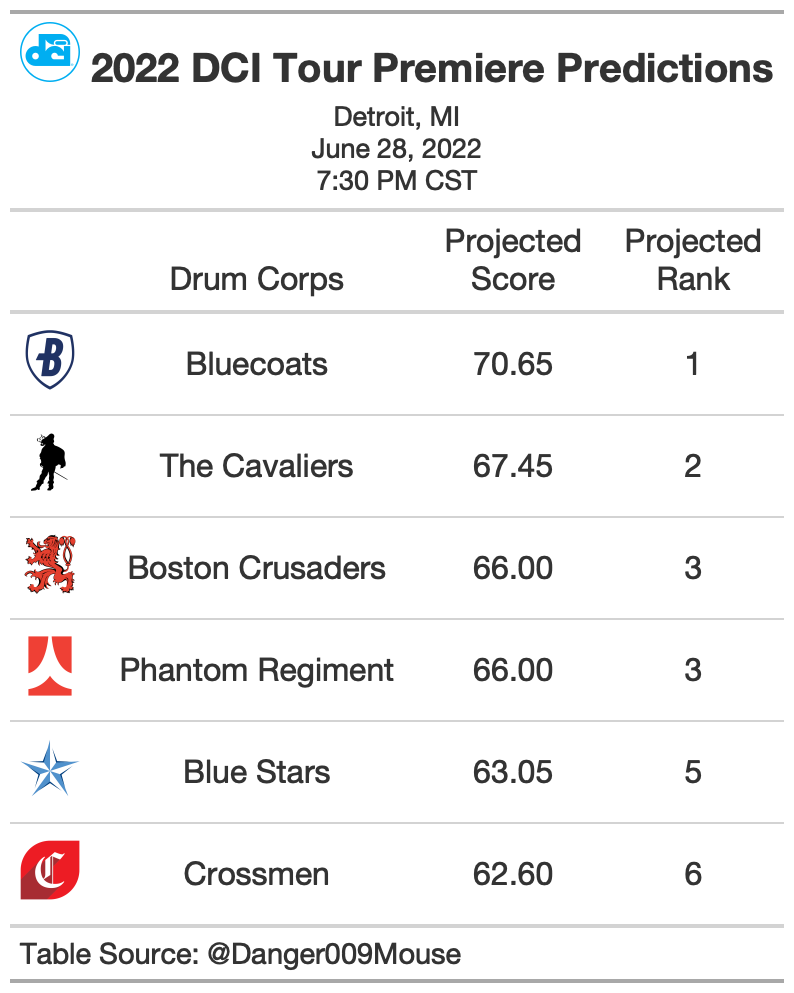 dci
2022 DCI Tour Premiere Predictions
Detroit, MI
June 28, 2022
7:30 PM CST
Drum Corps Projected Score Projected Rank
B Bluecoats 70.65 1
The Cavaliers 67.45 2
Boston Crusaders 66.00 3
Phantom Regiment 66.00 3
Blue Stars 63.05 5
C Crossmen 62.60 6
Table Source: @Danger009Mouse